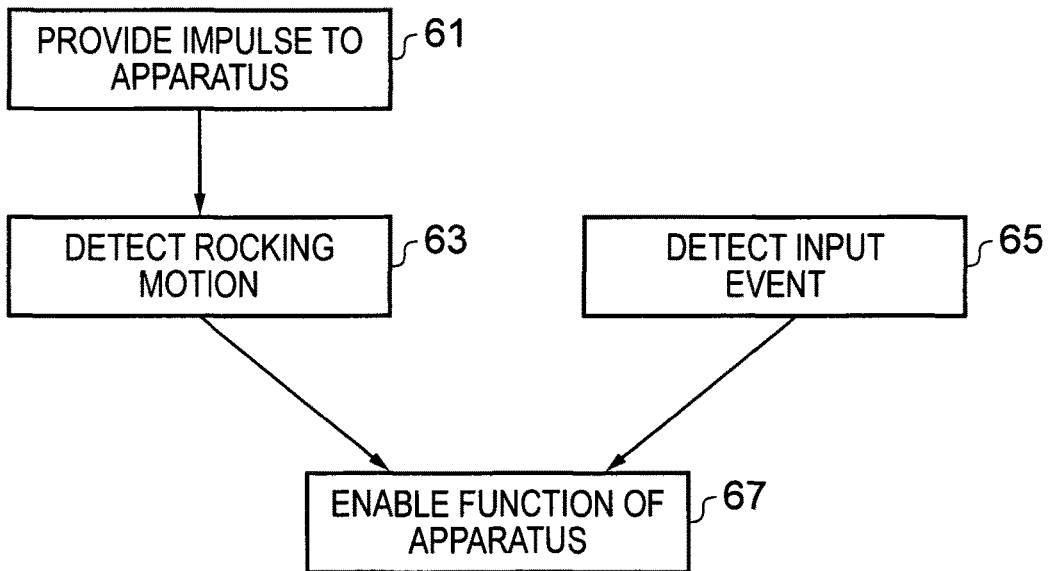 PROVIDE IMPULSE TO
APPARATUS
61
DETECT ROCKING
MOTION
63
DETECT INPUT
EVENT
65
ENABLE FUNCTION OF
APPARATUS
67